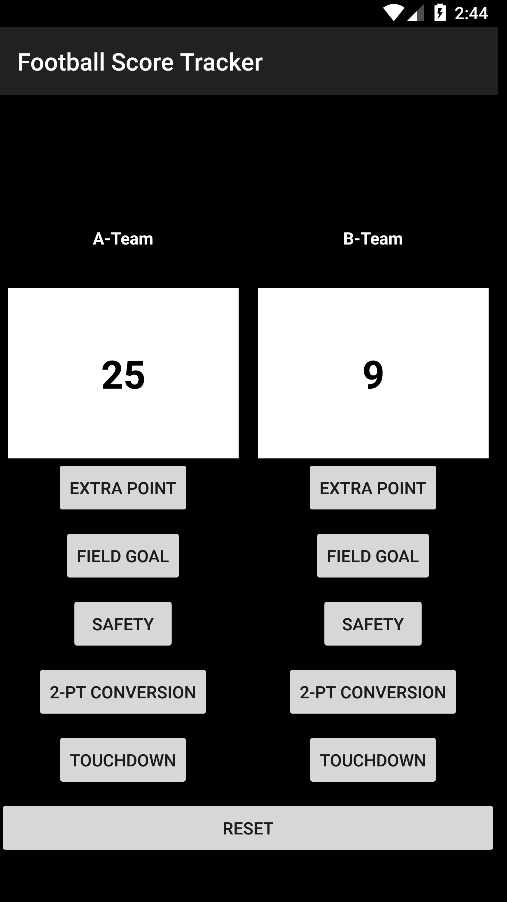 2:44
Football Score Tracker
A-Team
B-Team
25
9
EXTRA POINT
EXTRA POINT
FIELD GOAL
FIELD GOAL
SAFETY
SAFETY
2-PT CONVERSION
2-PT CONVERSION
TOUCHDOWN
TOUCHDOWN
RESET